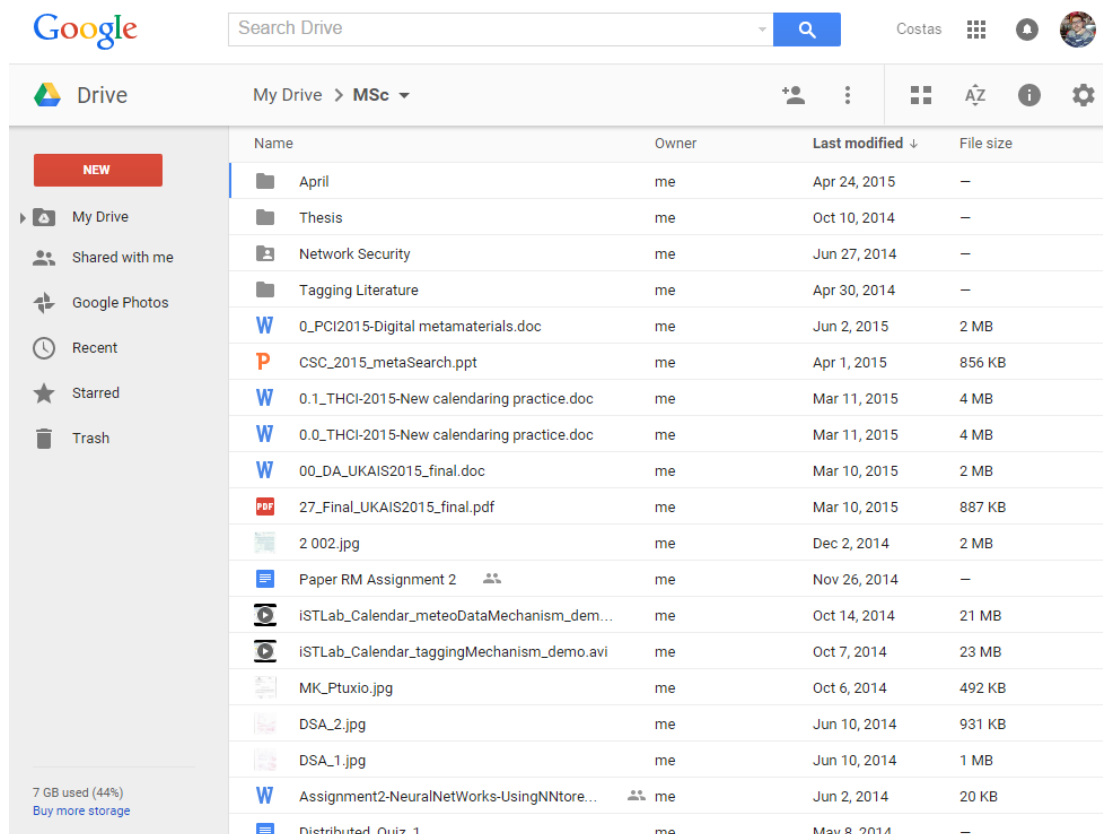 Google Search Drive Costas
Drive My Drive > MSc AZ
Name Owner Last modified ↓ File size
NEW
April me Apr 24, 2015 –
My Drive
Thesis me Oct 10, 2014 –
Shared with me
Network Security me Jun 27, 2014 –
Google Photos
Tagging Literature me Apr 30, 2014 –
W 0_PCI2015-Digital metamaterials.doc me Jun 2, 2015 2 MB
Recent
P CSC_2015_metaSearch.ppt me Apr 1, 2015 856 KB
Starred
W 0.1_THCI-2015-New calendaring practice.doc me Mar 11, 2015 4 MB
Trash
W 0.0_THCI-2015-New calendaring practice.doc me Mar 11, 2015 4 MB
W 00_DA_UKAIS2015_final.doc me Mar 10, 2015 2 MB
PDF 27_Final_UKAIS2015_final.pdf me Mar 10, 2015 887 KB
2 002.jpg me Dec 2, 2014 2 MB
Paper RM Assignment 2 me Nov 26, 2014 –
iSTLab_Calendar_meteoDataMechanism_dem... me Oct 14, 2014 21 MB
iSTLab_Calendar_taggingMechanism_demo.avi me Oct 7, 2014 23 MB
MK_Ptuxio.jpg me Oct 6, 2014 492 KB
DSA_2.jpg me Jun 10, 2014 931 KB
DSA_1.jpg me Jun 10, 2014 1 MB
7 GB used (44%)
W Assignment2-NeuralNetWorks-UsingNNtore... me Jun 2, 2014 20 KB
Buy more storage
Distributed_Quiz_1 me May 8, 2014 –